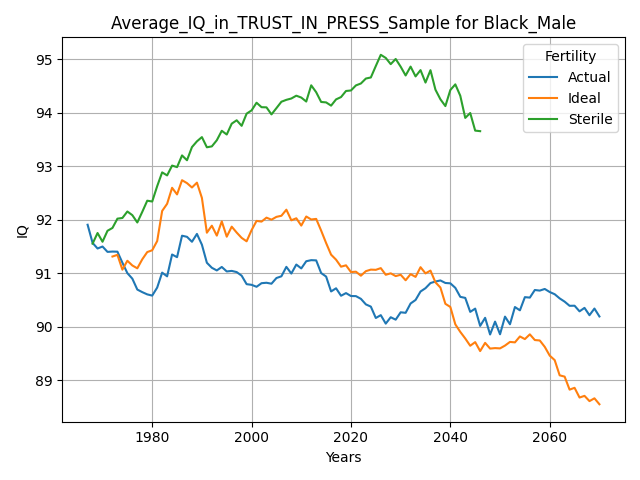 Average_IQ_in_TRUST_IN_PRESS_Sample for Black_Male
Fertility
Actual
Ideal
Sterile
IQ
95
94
93
92
91
90
89
1980
2000
2020
2040
2060
Years